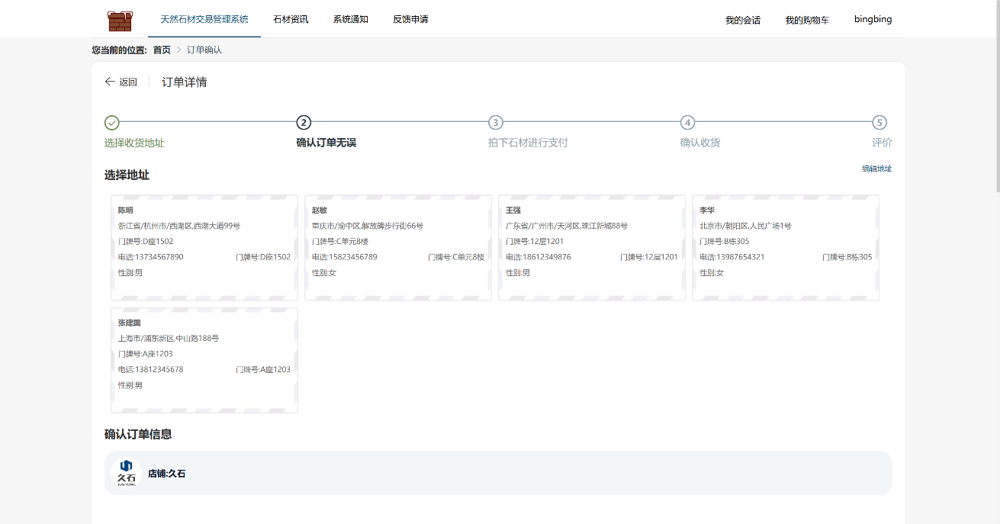 天然石材交易管理系统 石材资讯 系统通知 反馈申请 我的会话 我的购物车 bingbing
您当前的位置: 首页 > 订单确认
← 返回 订单详情
2 3 4 5
选择收货地址 确认订单无误 拍下石材进行支付 确认收货 评价
选择地址 编辑地址
陈明
浙江省/杭州市/西湖区,西湖大道99号
门牌号:D座1502
电话:13734567890 门牌号:D座1502
性别:男
赵敏
重庆市/渝中区,解放碑步行街66号
门牌号:C单元8楼
电话:15823456789 门牌号:C单元8楼
性别:女
王强
广东省/广州市/天河区,珠江新城88号
门牌号:12层1201
电话:18612349876 门牌号:12层1201
性别:男
李华
北京市/朝阳区,人民广场1号
门牌号:B栋305
电话:13987654321 门牌号:B栋305
性别:女
张建国
上海市/浦东新区,中山路188号
门牌号:A座1203
电话:13812345678 门牌号:A座1203
性别:男
确认订单信息
久石
JUSTONE
店铺:久石